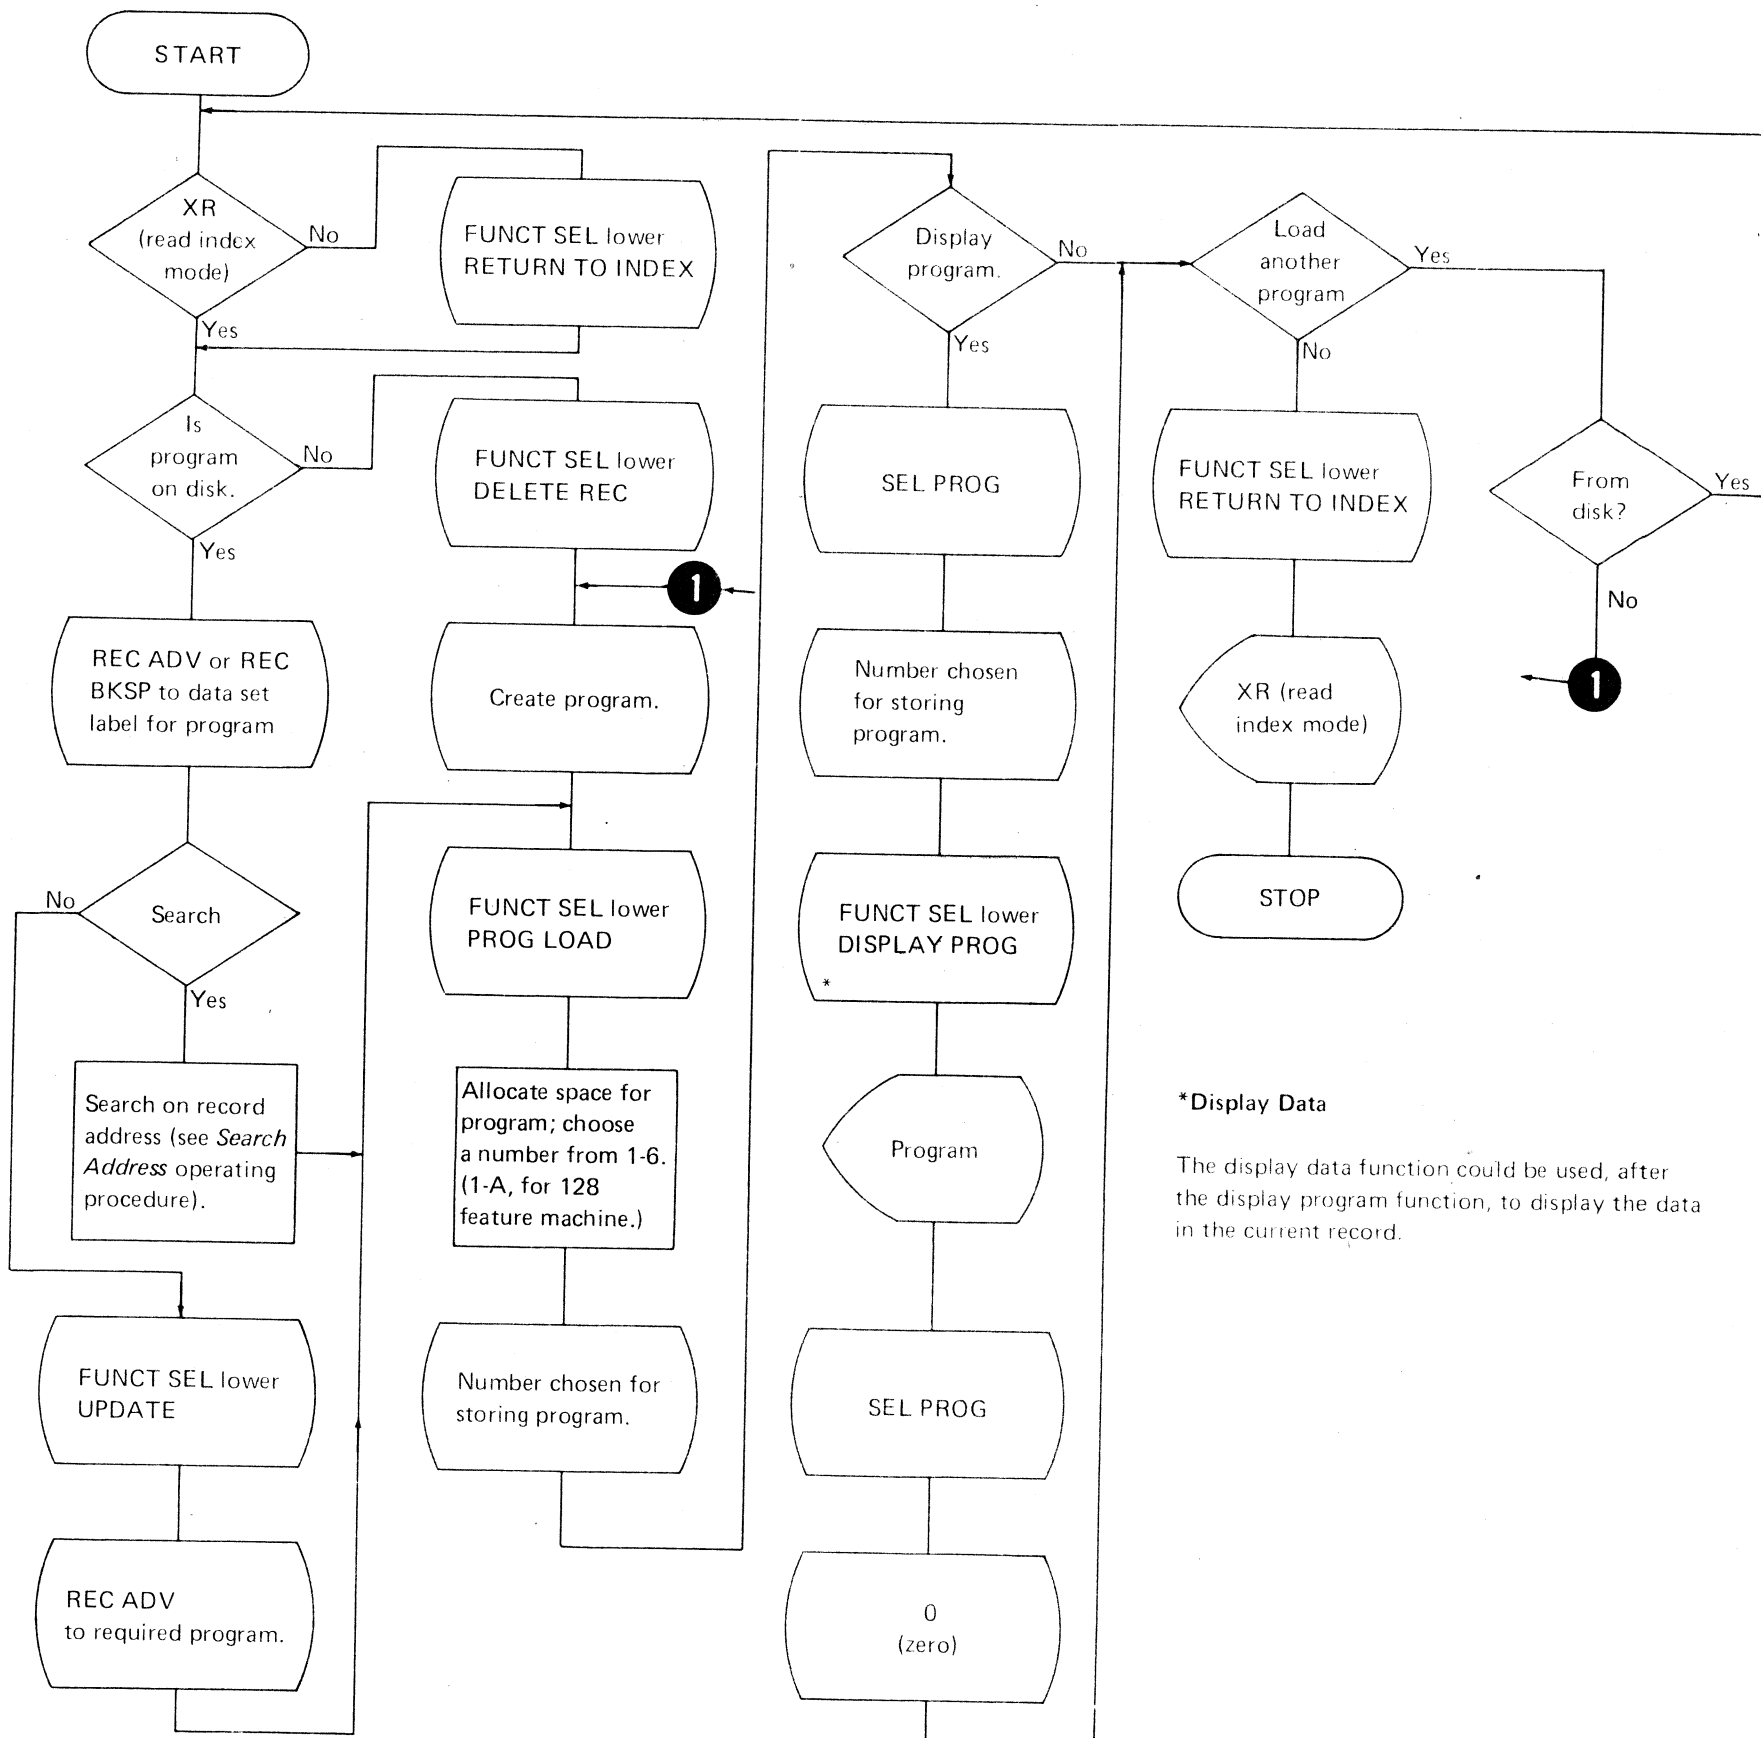 START
XR
(read index
mode)
No
Yes
FUNCT SEL lower
RETURN TO INDEX
Is
program
on disk.
No
Yes
FUNCT SEL lower
DELETE REC
1
REC ADV or REC
BKSP to data set
label for program
Create program.
Search
No
Yes
FUNCT SEL lower
PROG LOAD
Search on record
address (see Search
Address operating
procedure).
Allocate space for
program; choose
a number from 1-6.
(1-A, for 128
feature machine.)
FUNCT SEL lower
UPDATE
Number chosen for
storing program.
REC ADV
to required program.
Display
program.
No
Yes
SEL PROG
Number chosen
for storing
program.
FUNCT SEL lower
DISPLAY PROG
*
Program
SEL PROG
0
(zero)
Load
another
program
Yes
No
FUNCT SEL lower
RETURN TO INDEX
From
disk?
Yes
No
1
XR (read
index mode)
STOP
*Display Data
The display data function could be used, after
the display program function, to display the data
in the current record.